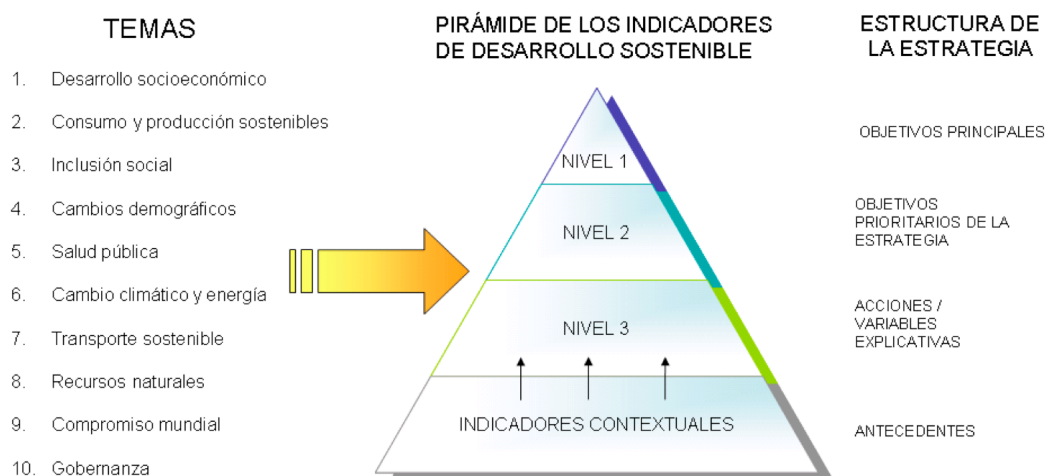 TEMAS
1. Desarrollo socioeconómico
2. Consumo y producción sostenibles
3. Inclusión social
4. Cambios demográficos
5. Salud pública
6. Cambio climático y energía
7. Transporte sostenible
8. Recursos naturales
9. Compromiso mundial
10. Gobernanza
PIRÁMIDE DE LOS INDICADORES
DE DESARROLLO SOSTENIBLE
NIVEL 1
NIVEL 2
NIVEL 3
INDICADORES CONTEXTUALES
ESTRUCTURA DE
LA ESTRATEGIA
OBJETIVOS PRINCIPALES
OBJETIVOS
PRIORITARIOS DE LA
ESTRATEGIA
ACCIONES /
VARIABLES
EXPLICATIVAS
ANTECEDENTES